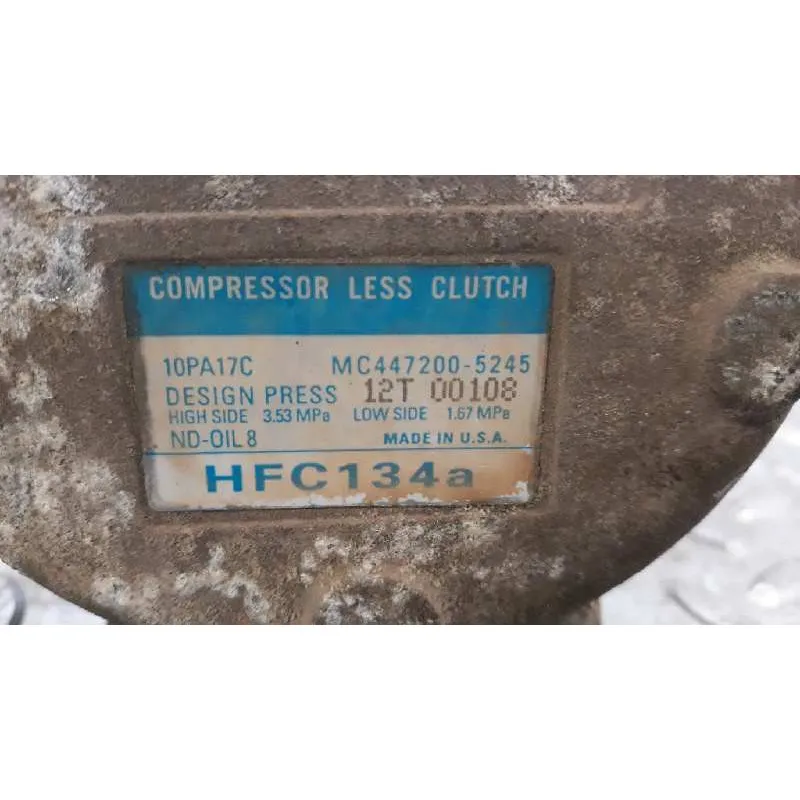 COMPRESSOR LESS CLUTCH
10PA17C MC447200-5245
DESIGN PRESS 12T 00108
HIGH SIDE 3.53 MPa LOW SIDE 1.67 MPa
ND-OIL 8 MADE IN U.S.A.
HFC134a